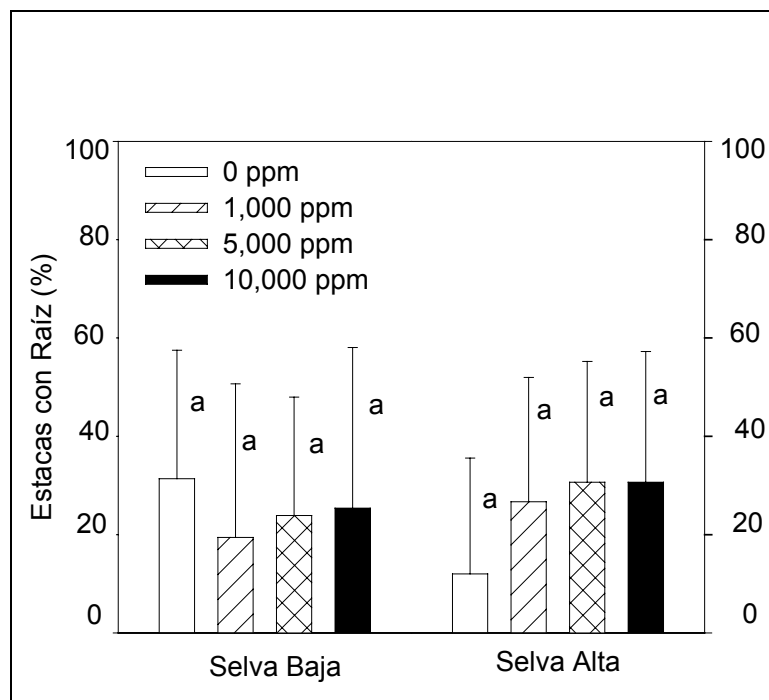 100
80
60
40
20
0
Estacas con Raíz (%)
0 ppm
1,000 ppm
5,000 ppm
10,000 ppm
a a a a a a a a
100
80
60
40
20
0
Selva Baja Selva Alta